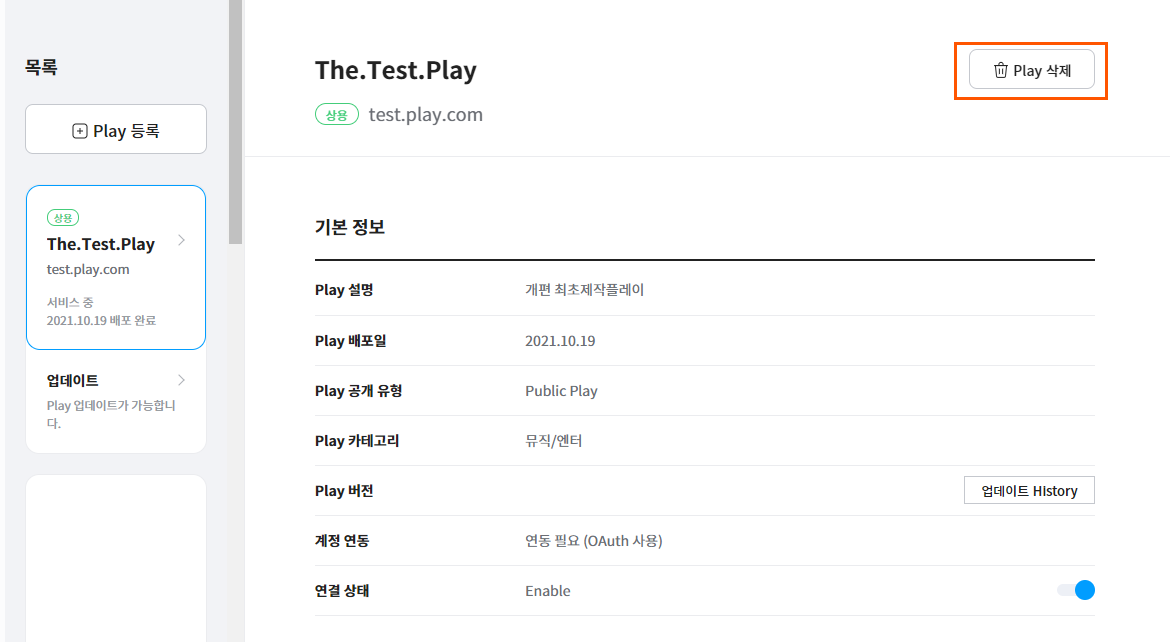 목록
Play 등록
상용
The.Test.Play
test.play.com
서비스 중
2021.10.19 배포 완료
업데이트
Play 업데이트가 가능합니
다.
The.Test.Play
상용 test.play.com
Play 삭제
기본 정보
Play 설명 개편 최초제작플레이
Play 배포일 2021.10.19
Play 공개 유형 Public Play
Play 카테고리 뮤직/엔터
Play 버전 업데이트 History
계정 연동 연동 필요 (OAuth 사용)
연결 상태 Enable